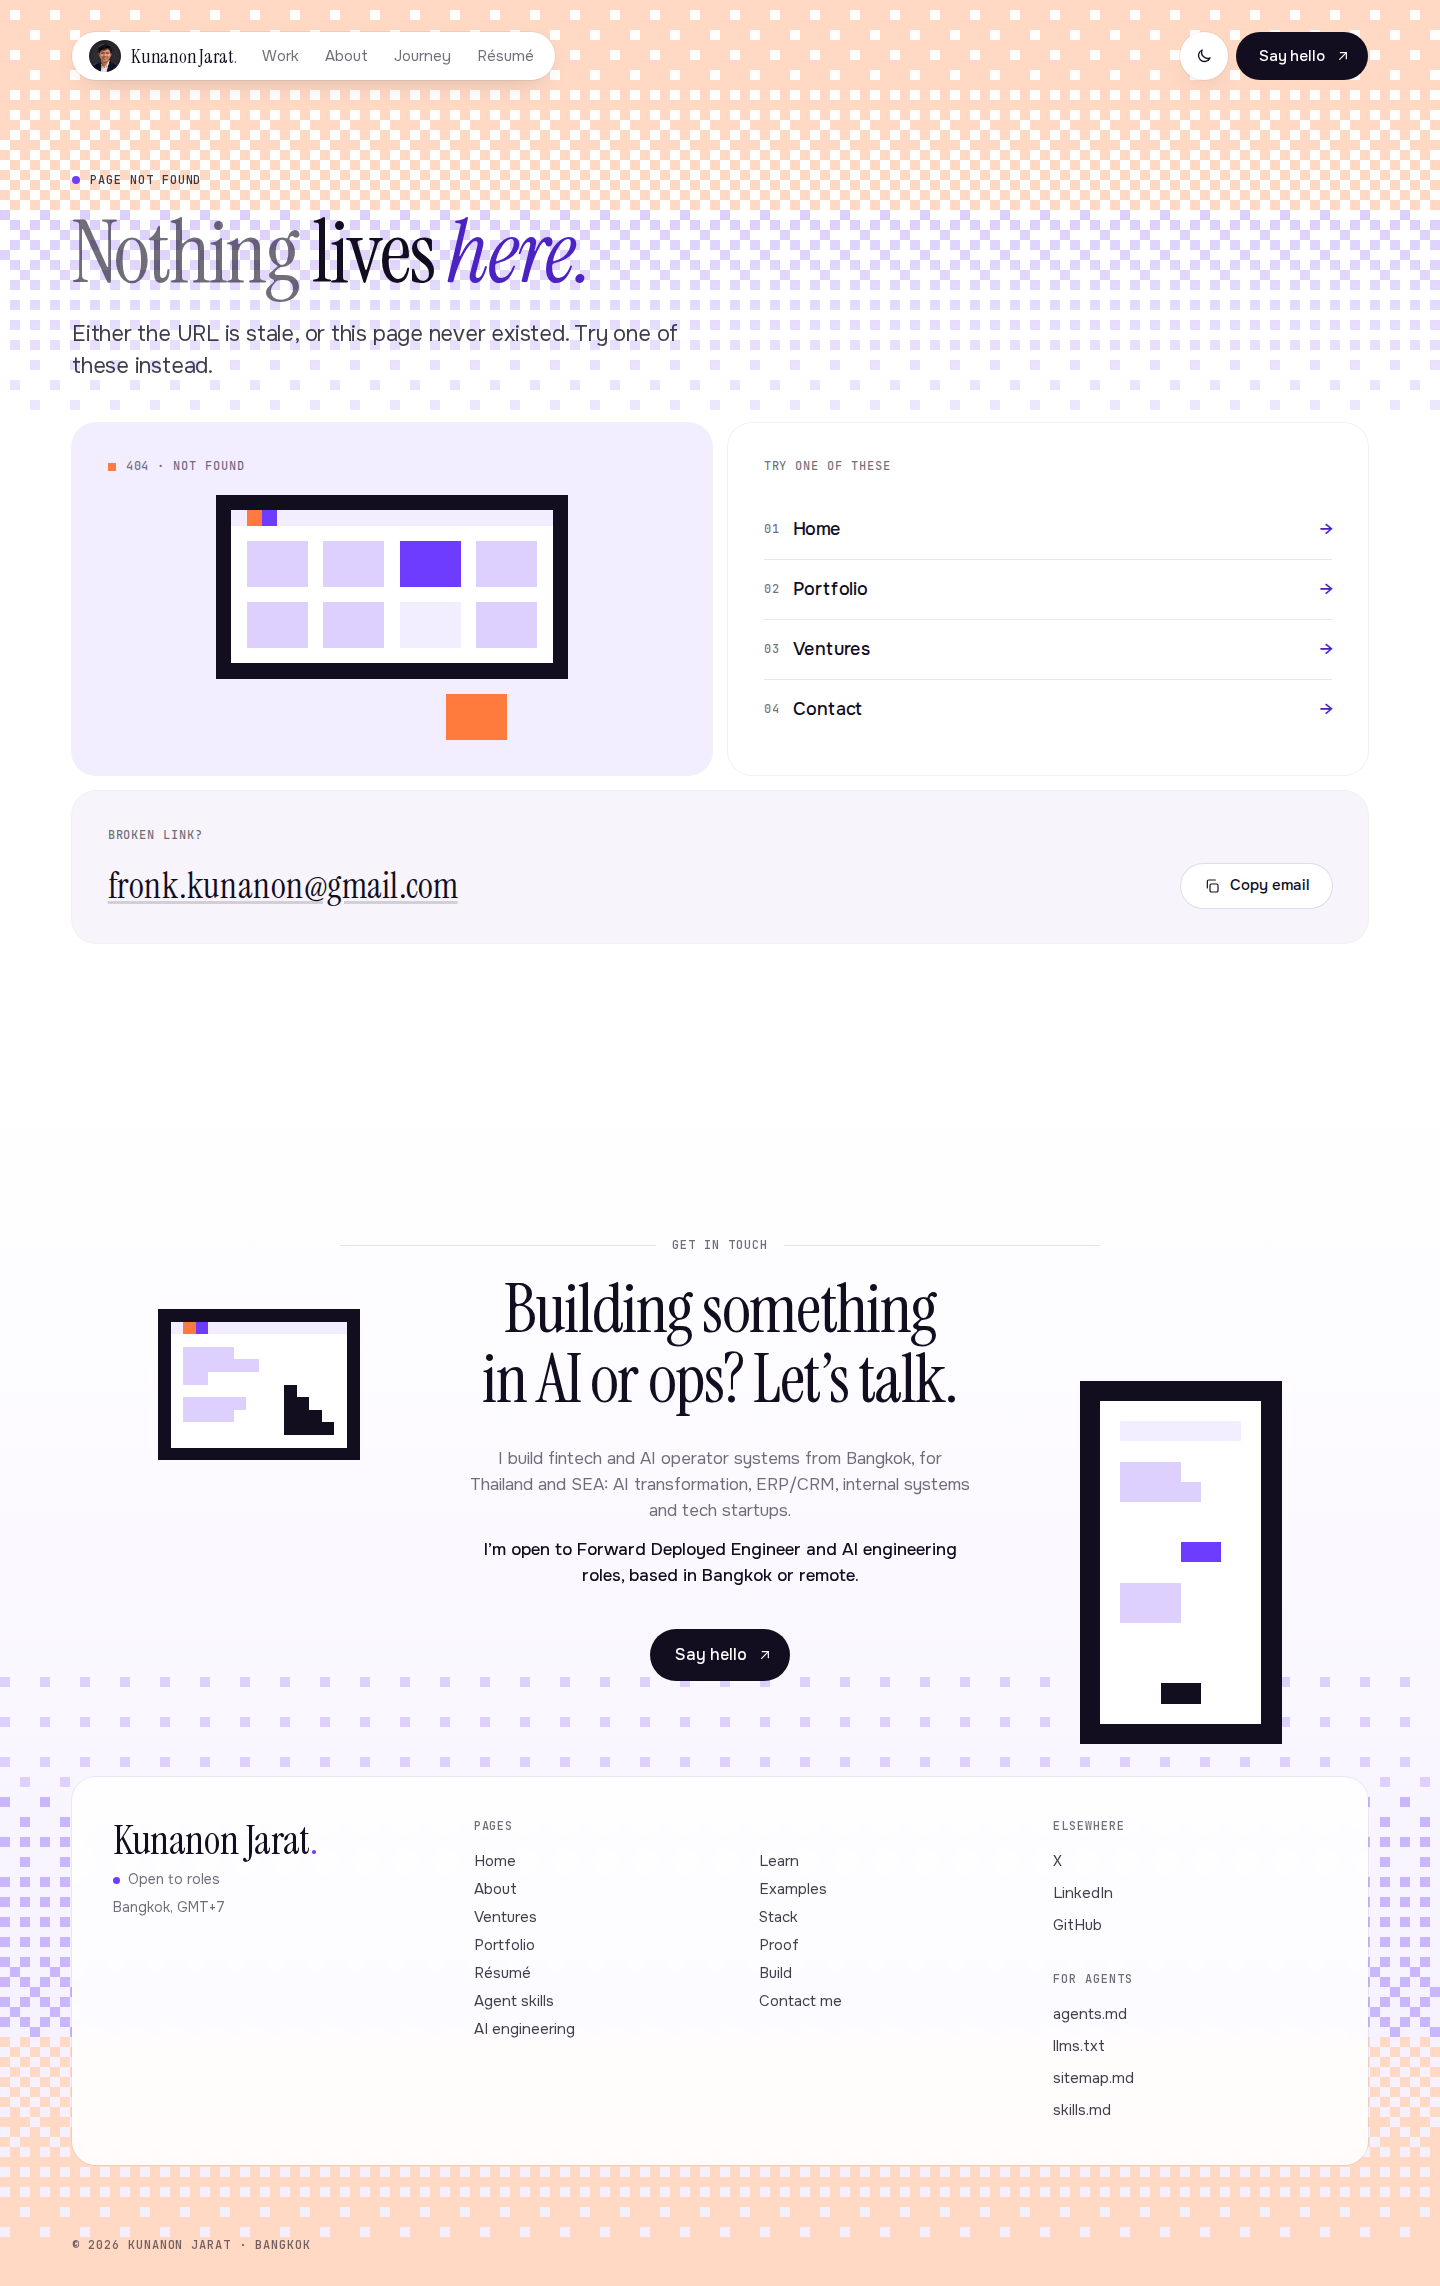 Kunanon Jarat.
Work
About
Journey
Résumé
Say hello
PAGE NOT FOUND
Nothing lives here.
Either the URL is stale, or this page never existed. Try one of
these instead.
404 · NOT FOUND
TRY ONE OF THESE
01 Home
02 Portfolio
03 Ventures
04 Contact
BROKEN LINK?
fronk.kunanon@gmail.com
Copy email
GET IN TOUCH
Building something
in AI or ops? Let’s talk.
I build fintech and AI operator systems from Bangkok, for
Thailand and SEA: AI transformation, ERP/CRM, internal systems
and tech startups.
I’m open to Forward Deployed Engineer and AI engineering
roles, based in Bangkok or remote.
Say hello
Kunanon Jarat.
Open to roles
Bangkok, GMT+7
PAGES
Home
About
Ventures
Portfolio
Résumé
Agent skills
AI engineering
Learn
Examples
Stack
Proof
Build
Contact me
ELSEWHERE
X
LinkedIn
GitHub
FOR AGENTS
agents.md
llms.txt
sitemap.md
skills.md
© 2026 KUNANON JARAT · BANGKOK